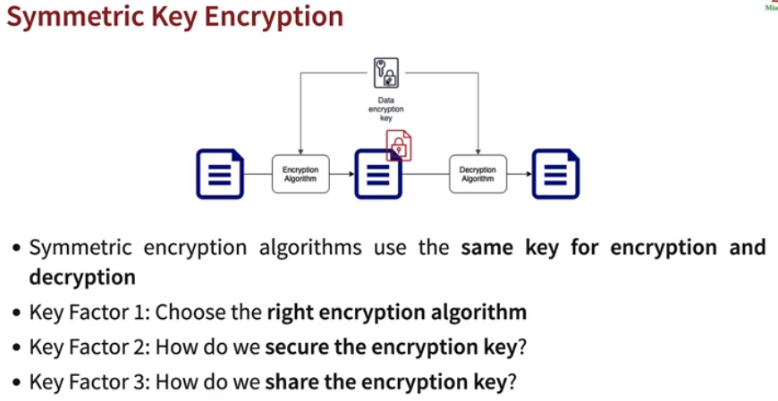 Symmetric Key Encryption
Data
encryption
key
Encryption
Algorithm
Decryption
Algorithm
• Symmetric encryption algorithms use the same key for encryption and
decryption
• Key Factor 1: Choose the right encryption algorithm
• Key Factor 2: How do we secure the encryption key?
• Key Factor 3: How do we share the encryption key?